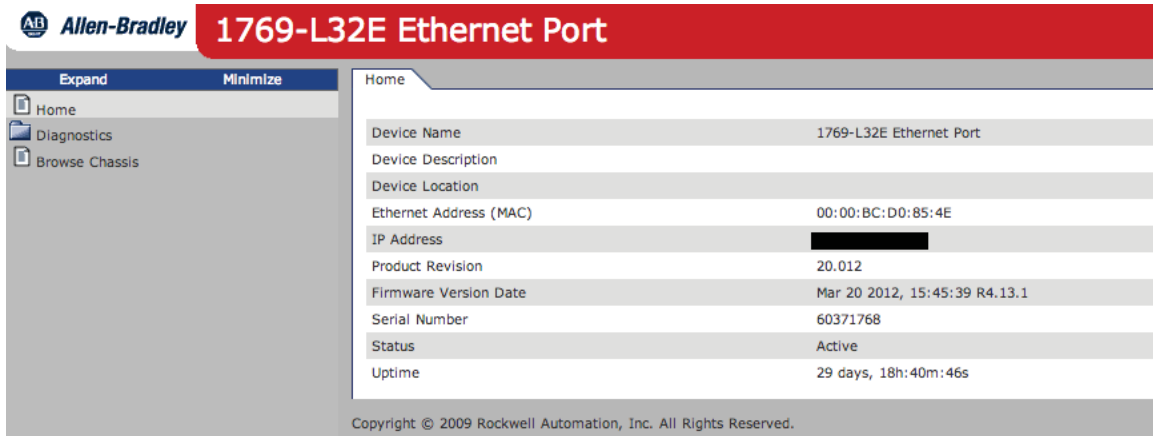 AB Allen-Bradley 1769-L32E Ethernet Port
Expand Minimize
Home
Diagnostics
Browse Chassis
Home
Device Name 1769-L32E Ethernet Port
Device Description
Device Location
Ethernet Address (MAC) 00:00:BC:D0:85:4E
IP Address
Product Revision 20.012
Firmware Version Date Mar 20 2012, 15:45:39 R4.13.1
Serial Number 60371768
Status Active
Uptime 29 days, 18h:40m:46s
Copyright © 2009 Rockwell Automation, Inc. All Rights Reserved.